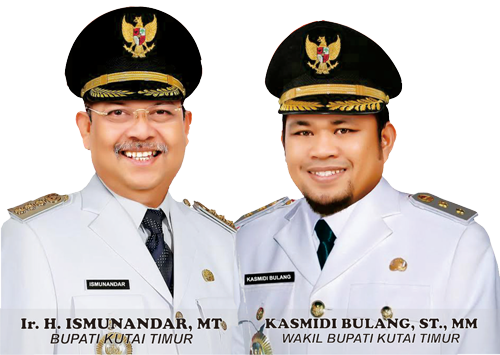 ISMUNANDAR
KASMIDI BULANG
Ir. H. ISMUNANDAR, MT
BUPATI KUTAI TIMUR
KASMIDI BULANG, ST., MM
WAKIL BUPATI KUTAI TIMUR